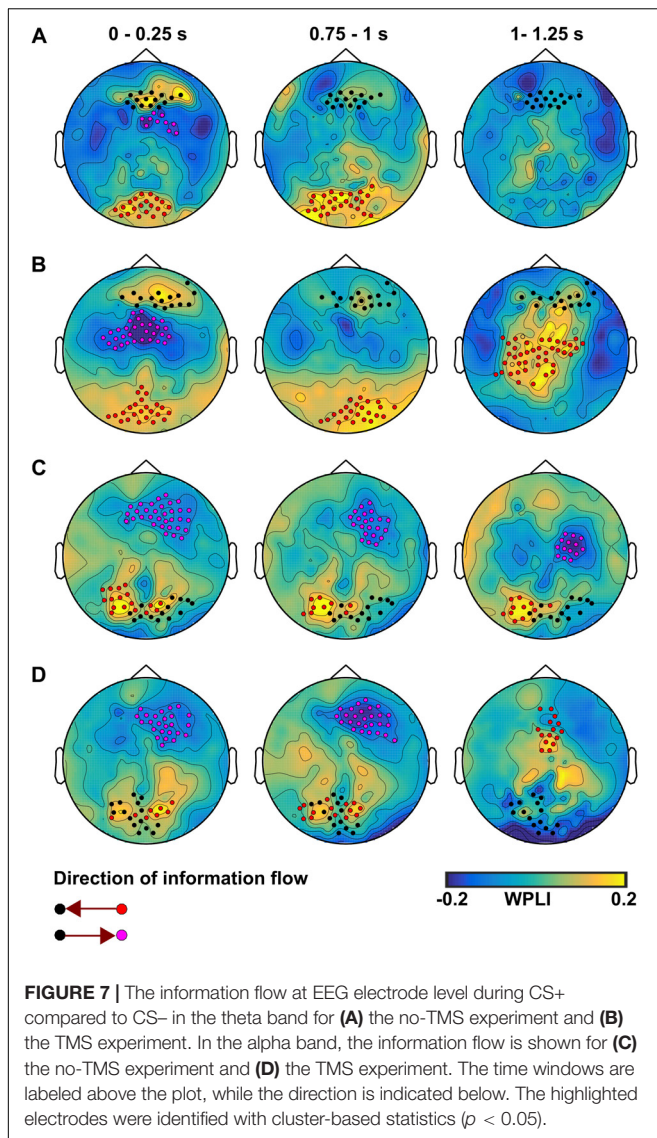 A
0 - 0.25 s
0.75 - 1 s
1- 1.25 s
B
C
D
Direction of information flow
-0.2 WPLI 0.2
FIGURE 7 | The information flow at EEG electrode level during CS+
compared to CS– in the theta band for (A) the no-TMS experiment and (B)
the TMS experiment. In the alpha band, the information flow is shown for (C)
the no-TMS experiment and (D) the TMS experiment. The time windows are
labeled above the plot, while the direction is indicated below. The highlighted
electrodes were identified with cluster-based statistics (p < 0.05).